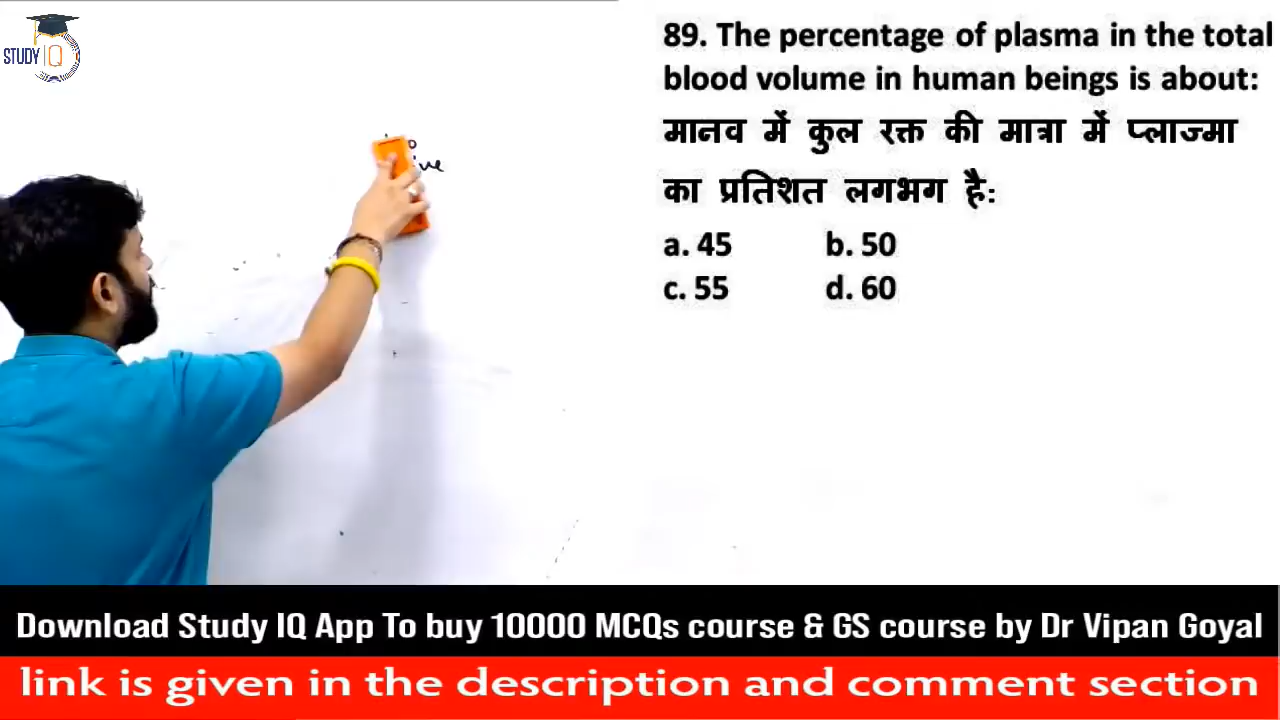 STUDY IQ
89. The percentage of plasma in the total
blood volume in human beings is about:
मानव में कुल रक्त की मात्रा में प्लाज्मा
का प्रतिशत लगभग है:
a. 45 b. 50
c. 55 d. 60
Download Study IQ App To buy 10000 MCQs course & GS course by Dr Vipan Goyal
link is given in the description and comment section